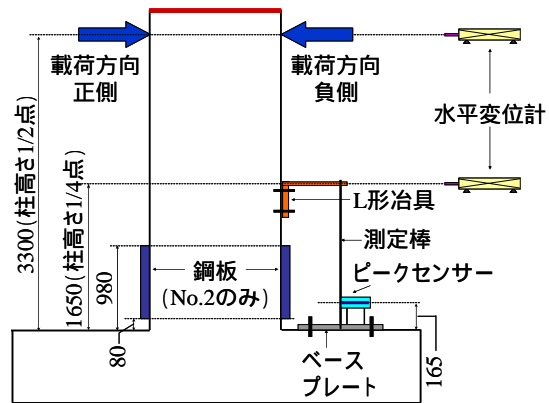 載荷方向
正側
載荷方向
負側
水平変位計
3300(柱高さ1/2点)
1650(柱高さ1/4点)
980
80
鋼板
(No.2のみ)
L形冶具
測定棒
ピークセンサー
ベース
プレート
165